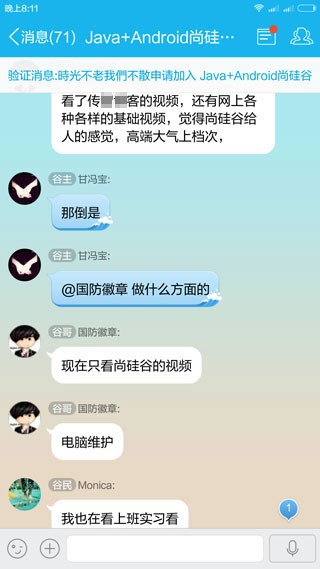 晚上8:11
消息(71) Java+Android尚硅…
验证消息:時光不老我們不散申请加入 Java+Android尚硅谷
看了传 客的视频，还有网上各
种各样的基础视频，觉得尚硅谷给
人的感觉，高端大气上档次，
谷主 甘冯宝:
那倒是
谷主 甘冯宝:
@国防徽章 做什么方面的
谷哥 国防徽章:
现在只看尚硅谷的视频
谷哥 国防徽章:
电脑维护
谷民 Monica:
我也在看上班实习看
1